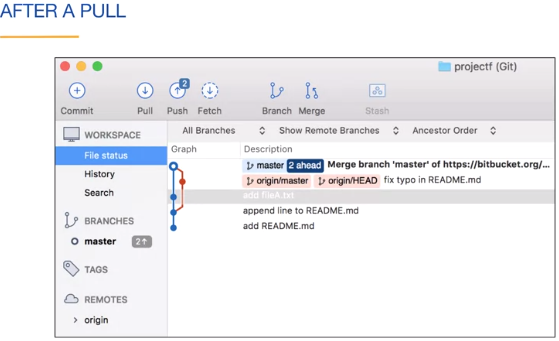 AFTER A PULL
projectf (Git)
2
Commit Pull Push Fetch Branch Merge Stash
WORKSPACE
File status
History
Search
BRANCHES
master 2↑
TAGS
REMOTES
origin
All Branches Show Remote Branches Ancestor Order
Graph Description
master 2 ahead Merge branch 'master' of https://bitbucket.org/...
origin/master origin/HEAD fix typo in README.md
add fileA.txt
append line to README.md
add README.md